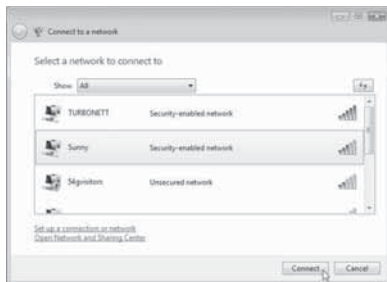 Connect to a network
Select a network to connect to
Show All
TURBONETT Security-enabled network
Sunny Security-enabled network
Unsecured network
Set up a connection or network
Open Network and Sharing Center
Connect Cancel